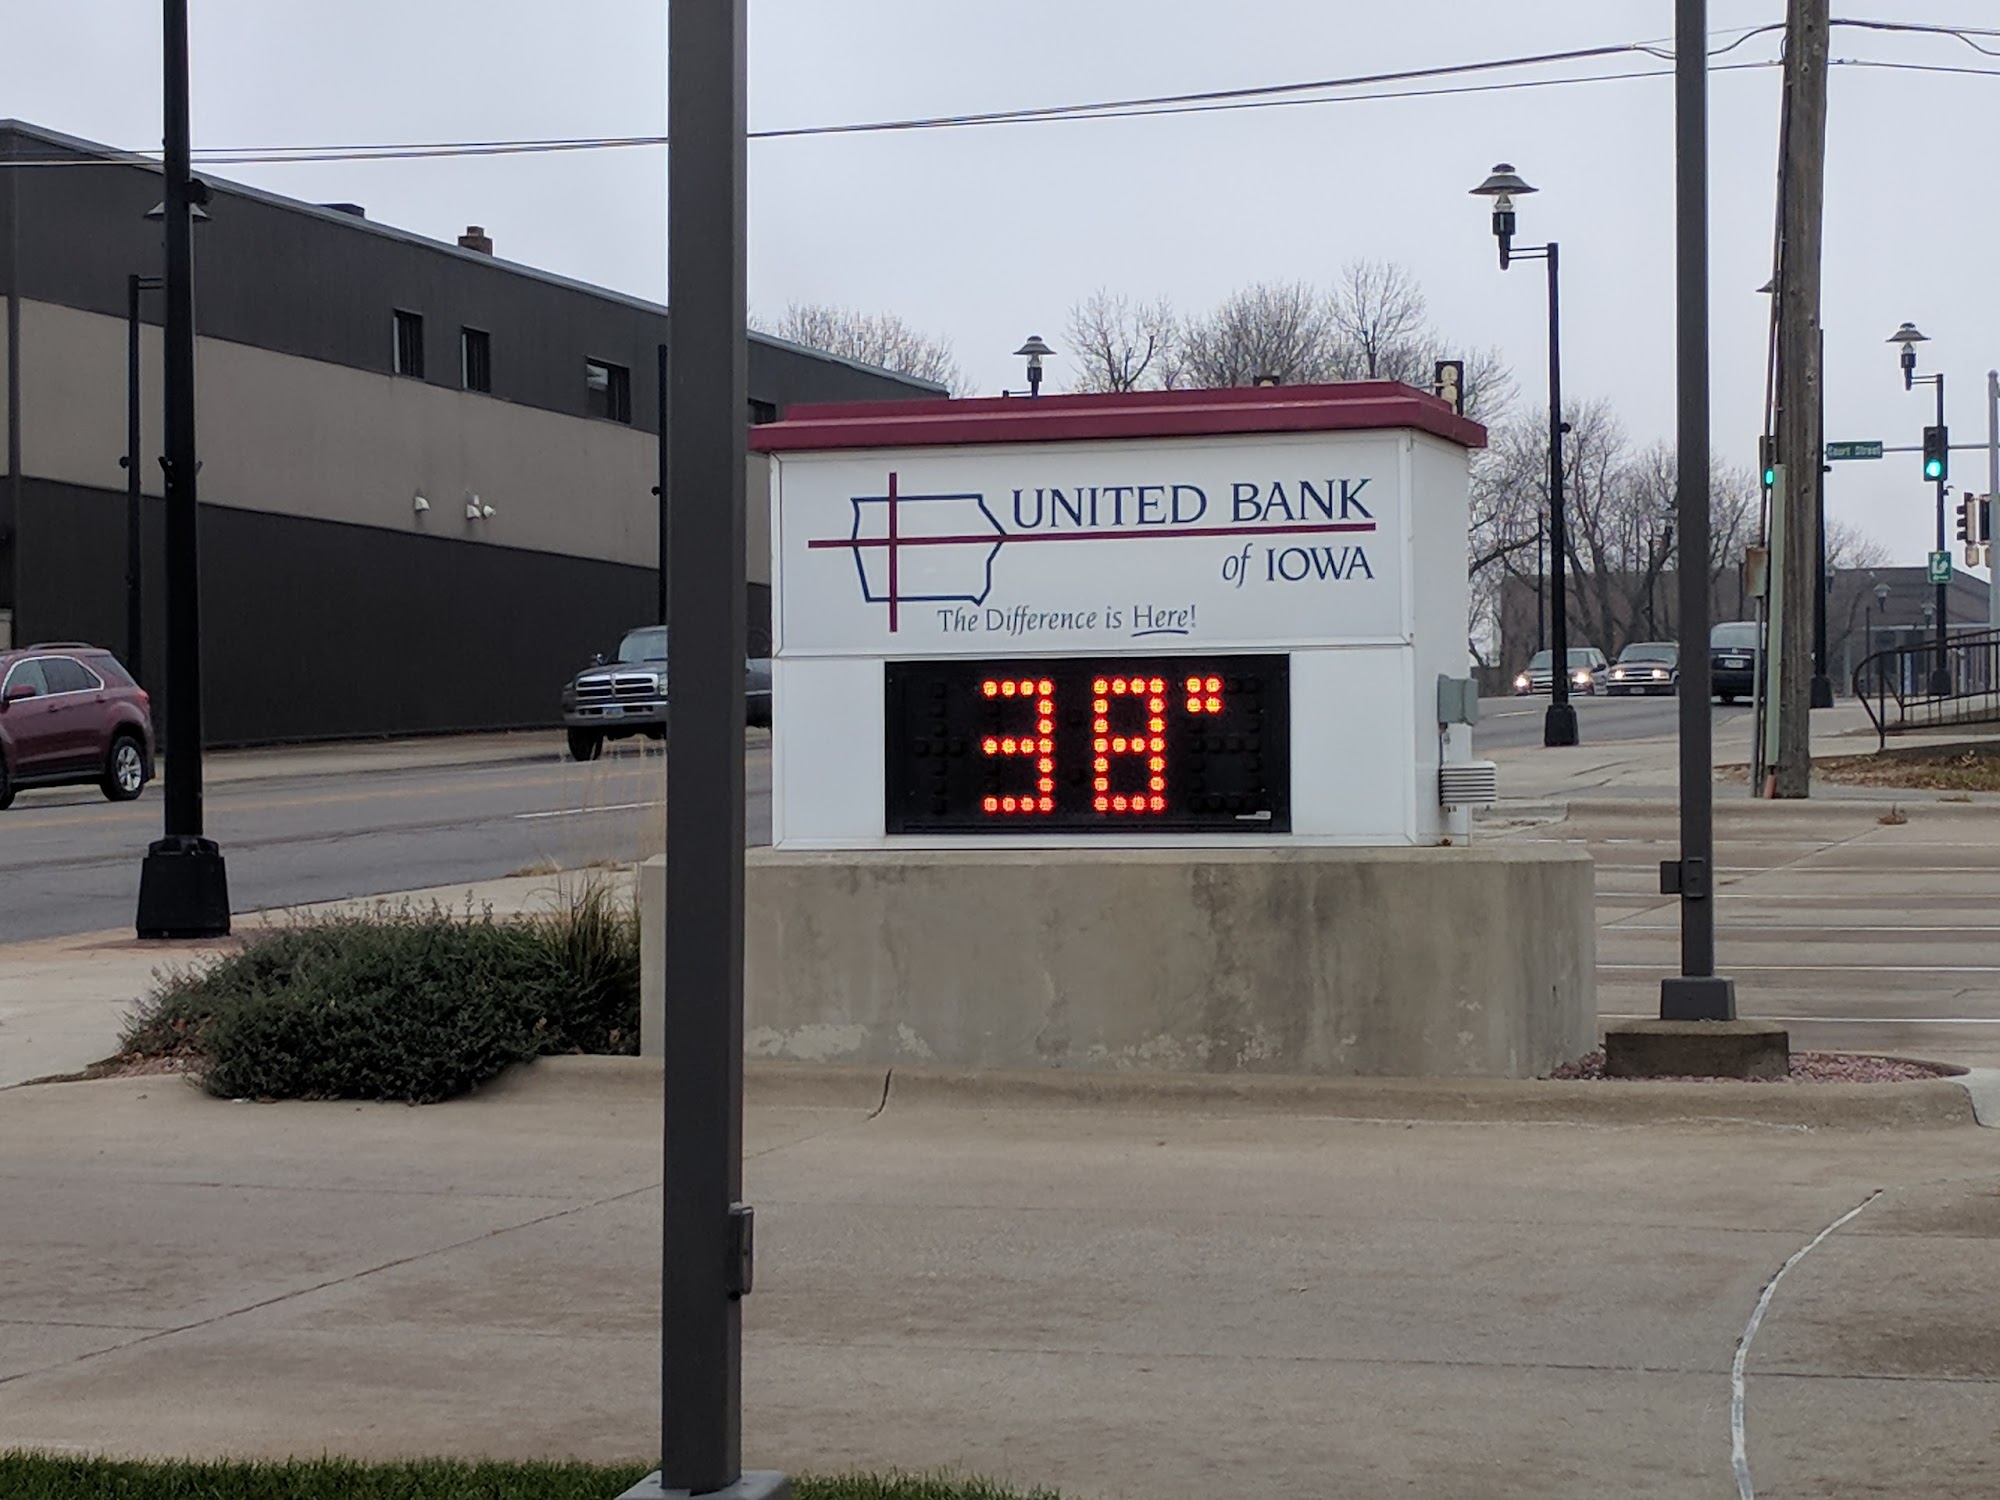 UNITED BANK
of IOWA
The Difference is Here!
38°
Court Street